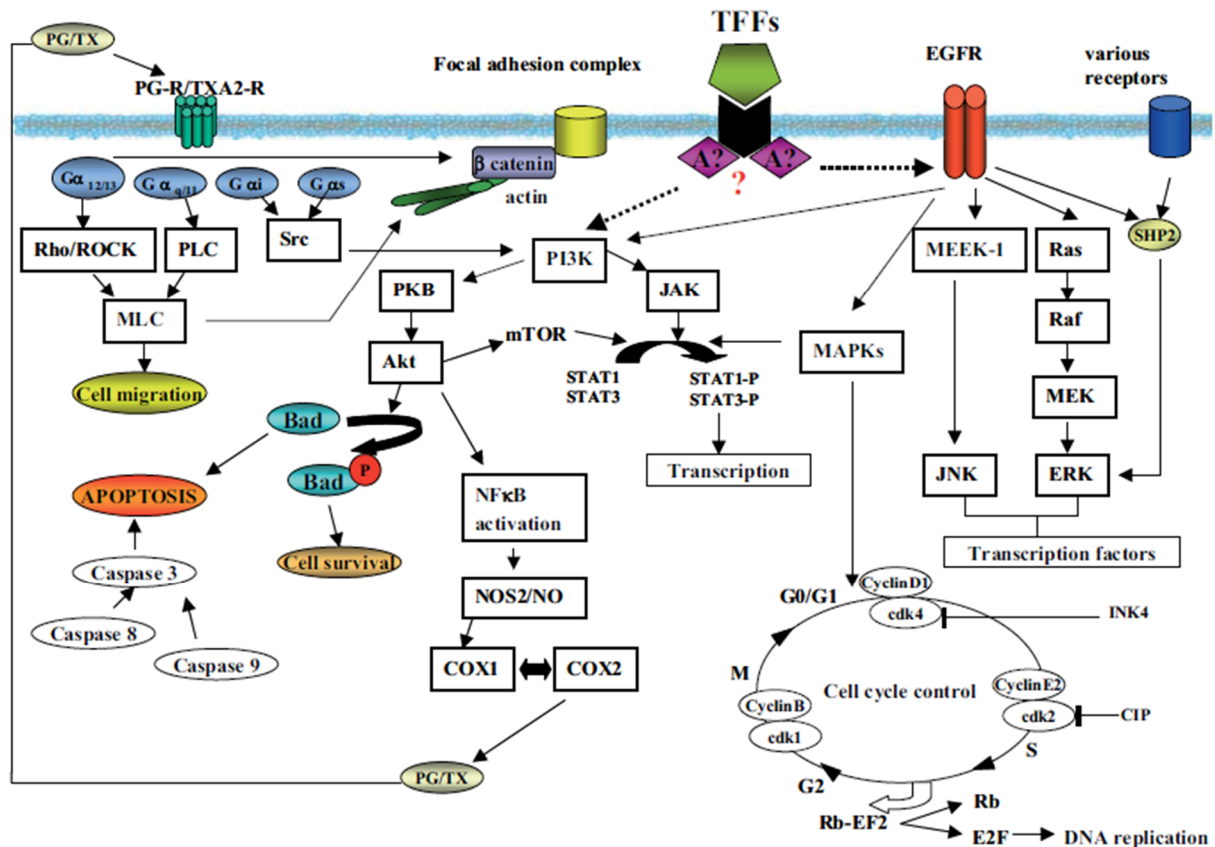 TFFs
PG/TX
EGFR
various
receptors
Focal adhesion complex
PG-R/TXA2-R
A?
A?
?
β catenin
actin
Gα 12/13
G α q/11
G αi
G αs
Rho/ROCK
PLC
Src
SHP2
PI3K
MEEK-1
Ras
PKB
JAK
MLC
Raf
mTOR
MAPKs
Akt
STAT1
STAT3
STAT1-P
STAT3-P
Cell migration
MEK
Bad
P
Bad
Transcription
JNK
ERK
APOPTOSIS
NFκB
activation
Cell survival
Transcription factors
Caspase 3
CyclinD1
G0/G1
NOS2/NO
cdk4
INK4
Caspase 8
Caspase 9
COX1
COX2
M
Cell cycle control
CyclinE2
CyclinB
cdk2
CIP
cdk1
S
PG/TX
G2
Rb
Rb-EF2
E2F
DNA replication